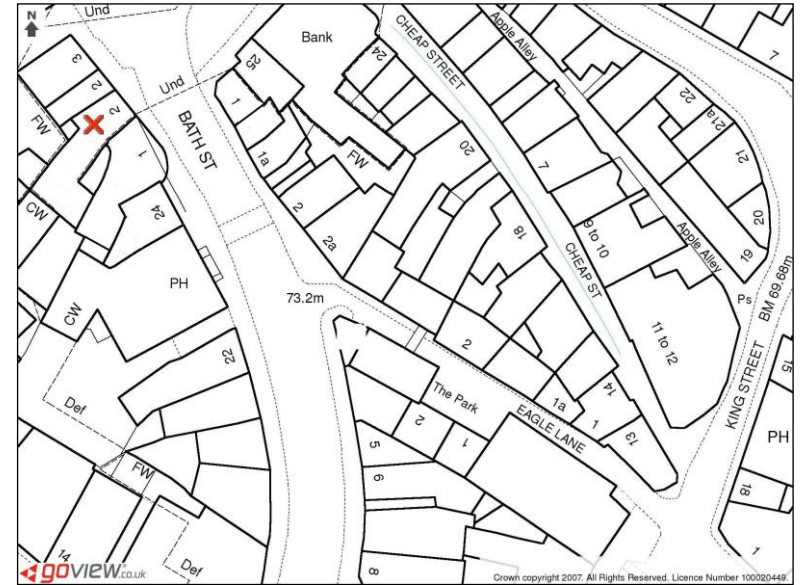 N
Und
Bank
24
CHEAP STREET
Apple Alley
7
3
2
2
Und
25
1
22
21a
21
FW
BATH ST
1a
FW
20
7
20
1
2
18
9 to 10
Apple Alley
19
24
CW
2a
CHEAP ST
PH
73.2m
Ps
BM 69.68m
CW
2
11 to 12
KING STREET
22
The Park
1a
14
15
Def
2
1
EAGLE LANE
1
13
PH
5
FW
6
18
14
Def
8
1
goview.co.uk
Crown copyright 2007. All Rights Reserved. Licence Number 100020449